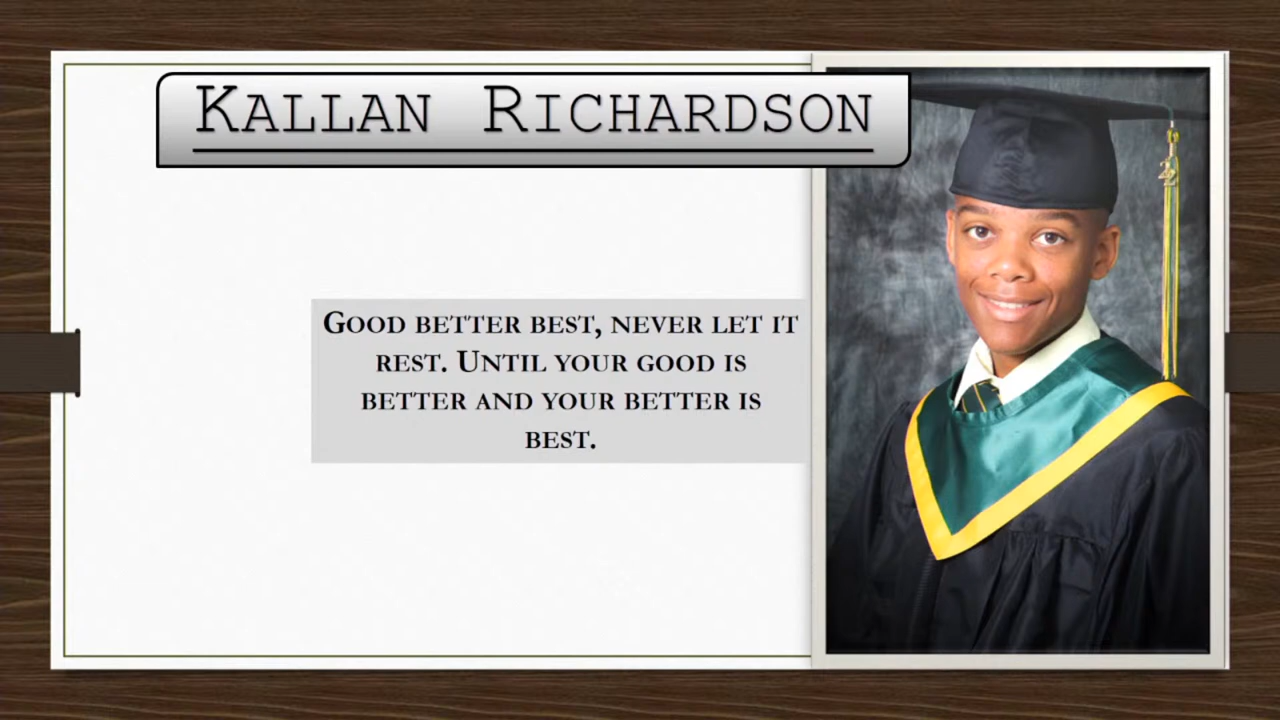 KALLAN RICHARDSON
GOOD BETTER BEST, NEVER LET IT
REST. UNTIL YOUR GOOD IS
BETTER AND YOUR BETTER IS
BEST.